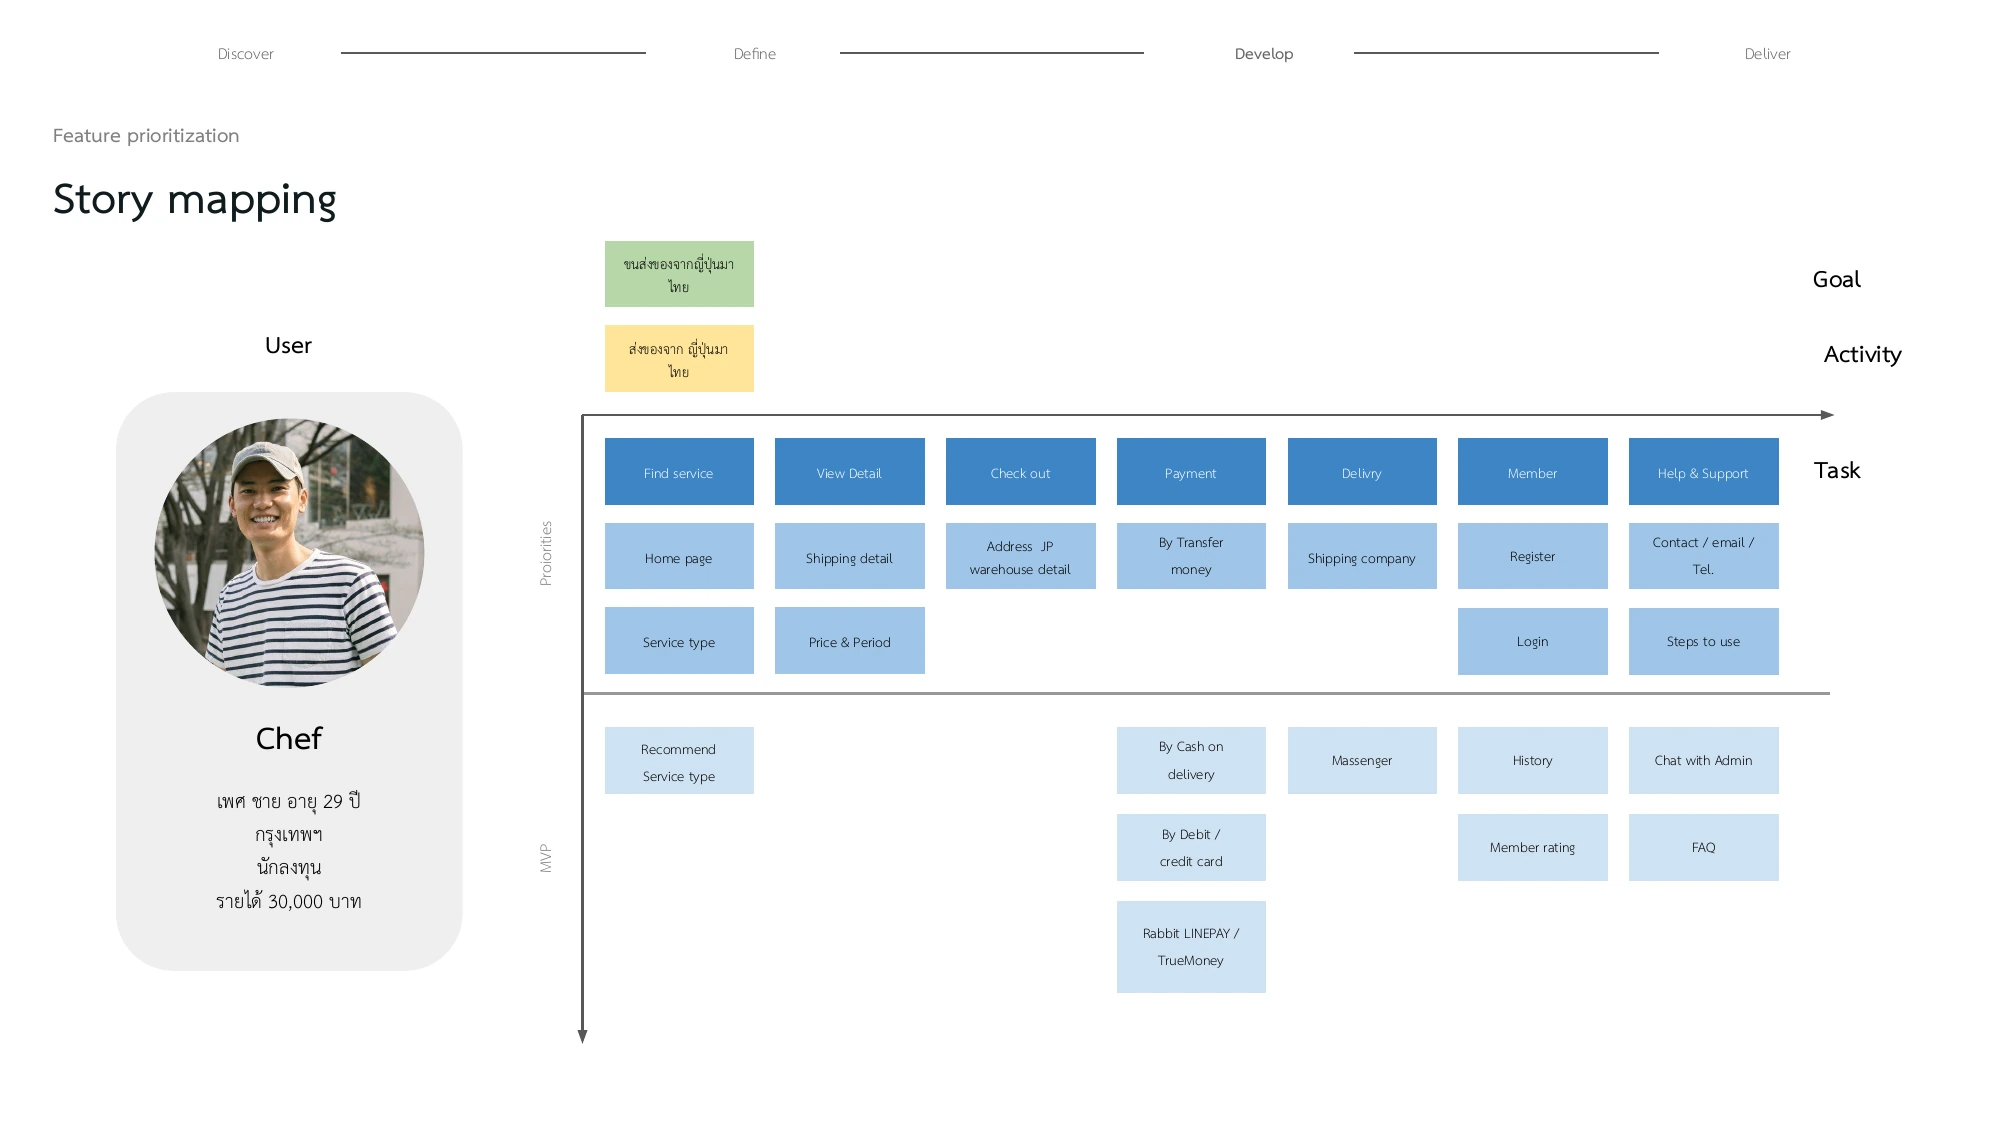 Discover
Define
Develop
Deliver
Feature prioritization
Story mapping
ขนส่งของจากญี่ปุ่นมา
ไทย
Goal
ส่งของจาก ญี่ปุ่นมา
ไทย
Activity
User
Chef
เพศ ชาย อายุ 29 ปี
กรุงเทพฯ
นักลงทุน
รายได้ 30,000 บาท
Proiorities
MVP
Find service
View Detail
Check out
Payment
Delivry
Member
Help & Support
Task
Home page
Shipping detail
Address JP
warehouse detail
By Transfer
money
Shipping company
Register
Contact / email /
Tel.
Service type
Price & Period
Login
Steps to use
Recommend
Service type
By Cash on
delivery
Massenger
History
Chat with Admin
By Debit /
credit card
Member rating
FAQ
Rabbit LINEPAY /
TrueMoney